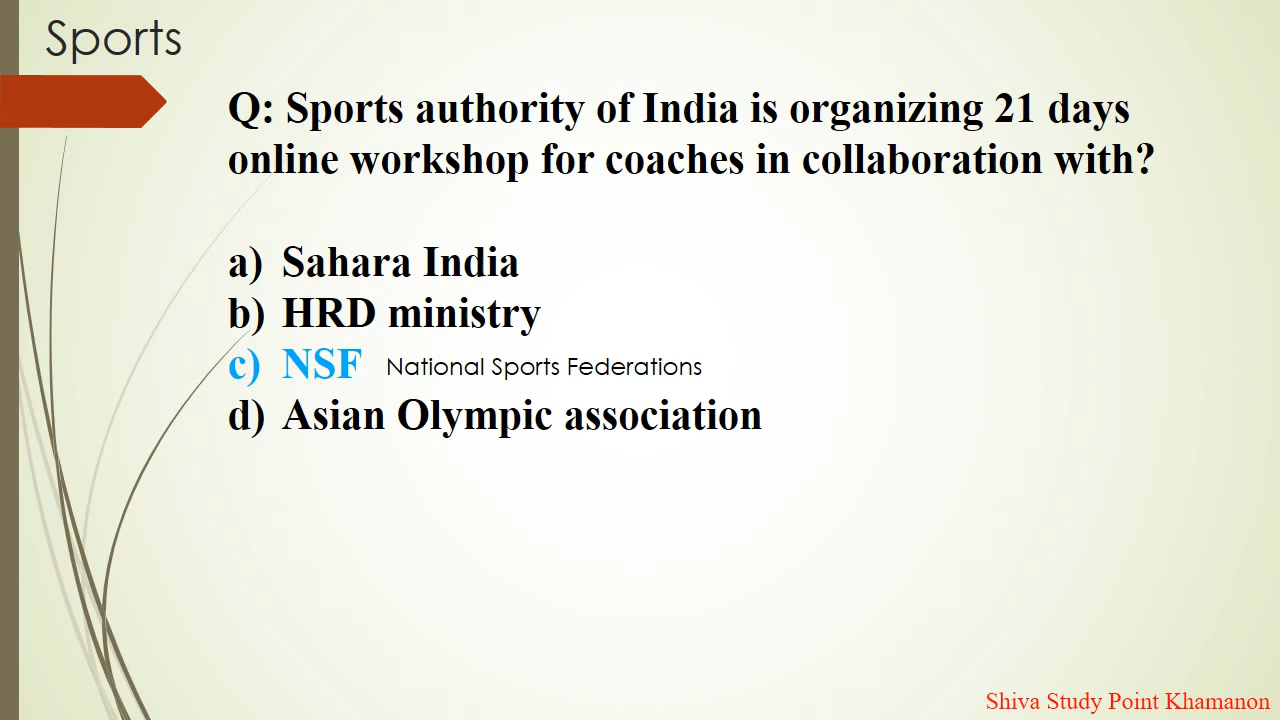 Sports
Q: Sports authority of India is organizing 21 days
online workshop for coaches in collaboration with?
a) Sahara India
b) HRD ministry
c) NSF National Sports Federations
d) Asian Olympic association
Shiva Study Point Khamanon